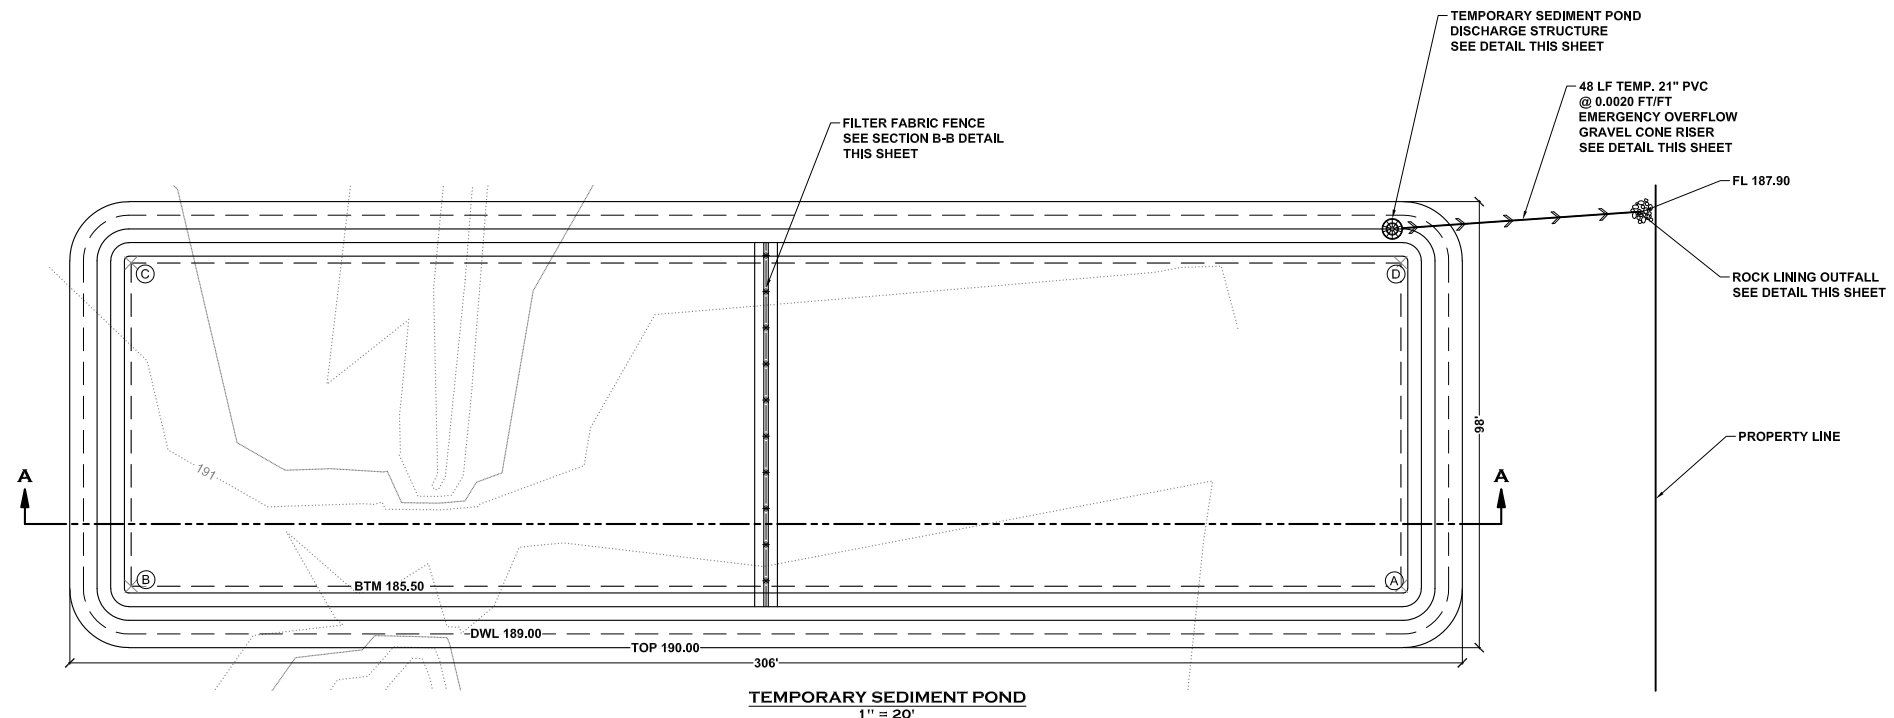 TEMPORARY SEDIMENT POND
DISCHARGE STRUCTURE
SEE DETAIL THIS SHEET
48 LF TEMP. 21" PVC
@ 0.0020 FT/FT
EMERGENCY OVERFLOW
GRAVEL CONE RISER
SEE DETAIL THIS SHEET
FILTER FABRIC FENCE
SEE SECTION B-B DETAIL
THIS SHEET
FL 187.90
C
D
ROCK LINING OUTFALL
SEE DETAIL THIS SHEET
98'
PROPERTY LINE
191
A
A
B
A
BTM 185.50
DWL 189.00
TOP 190.00
306'
TEMPORARY SEDIMENT POND
1" = 20'